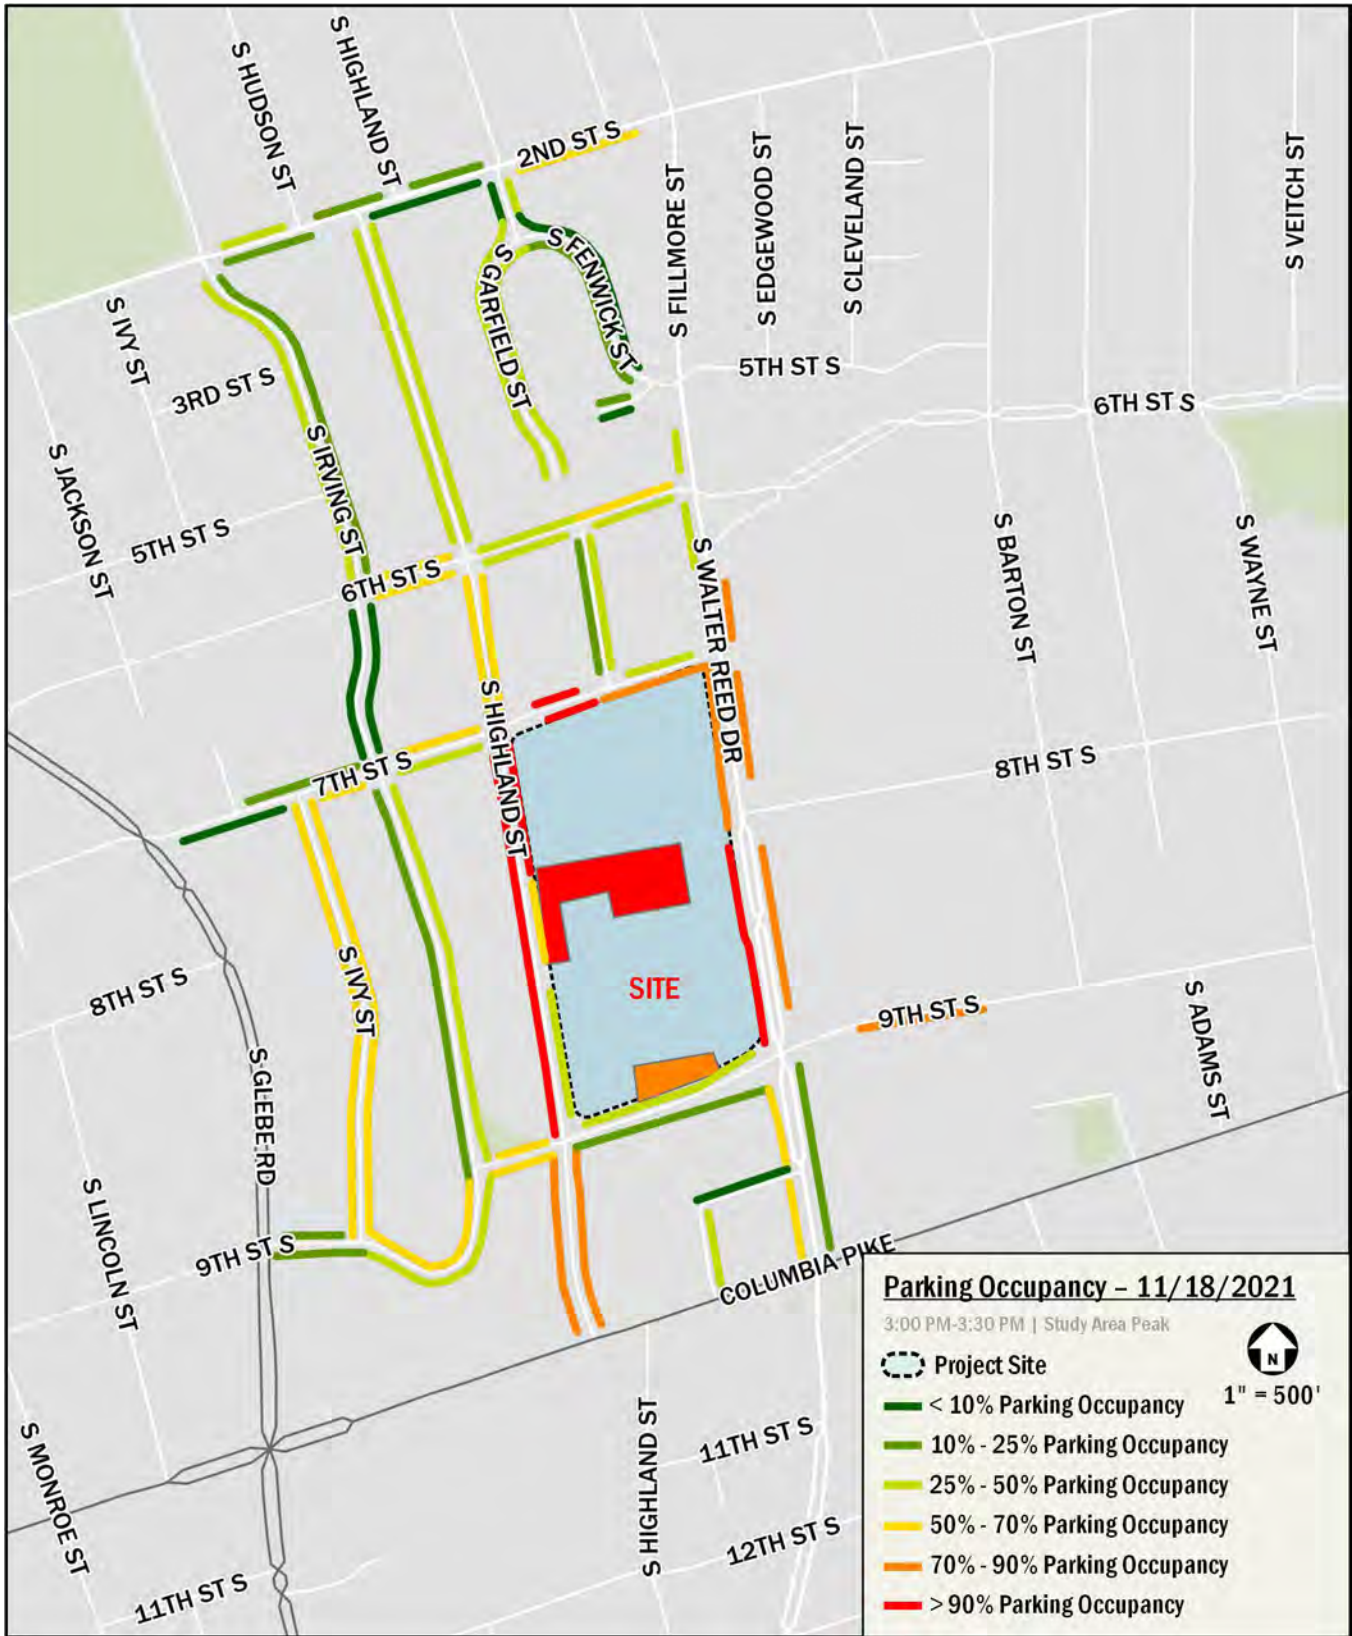 S HIGHLAND ST
S HUDSON ST
2ND ST S
S FILLMORE ST
S EDGEWOOD ST
S CLEVELAND ST
S VEITCH ST
S FENWICK ST
S GARFIELD ST
S IVY ST
3RD ST S
5TH ST S
6TH ST S
S IRVING ST
S JACKSON ST
5TH ST S
6TH ST S
S WALTER REED DR
S BARTON ST
S WAYNE ST
S HIGHLAND ST
7TH ST S
8TH ST S
S IVY ST
SITE
8TH ST S
9TH ST S
S ADAMS ST
S GLEBE RD
S LINCOLN ST
9TH ST S
COLUMBIA PIKE
S MONROE ST
S HIGHLAND ST
11TH ST S
12TH ST S
11TH ST S
Parking Occupancy – 11/18/2021
3:00 PM-3:30 PM | Study Area Peak
Project Site
N
1" = 500'
< 10% Parking Occupancy
10% - 25% Parking Occupancy
25% - 50% Parking Occupancy
50% - 70% Parking Occupancy
70% - 90% Parking Occupancy
> 90% Parking Occupancy